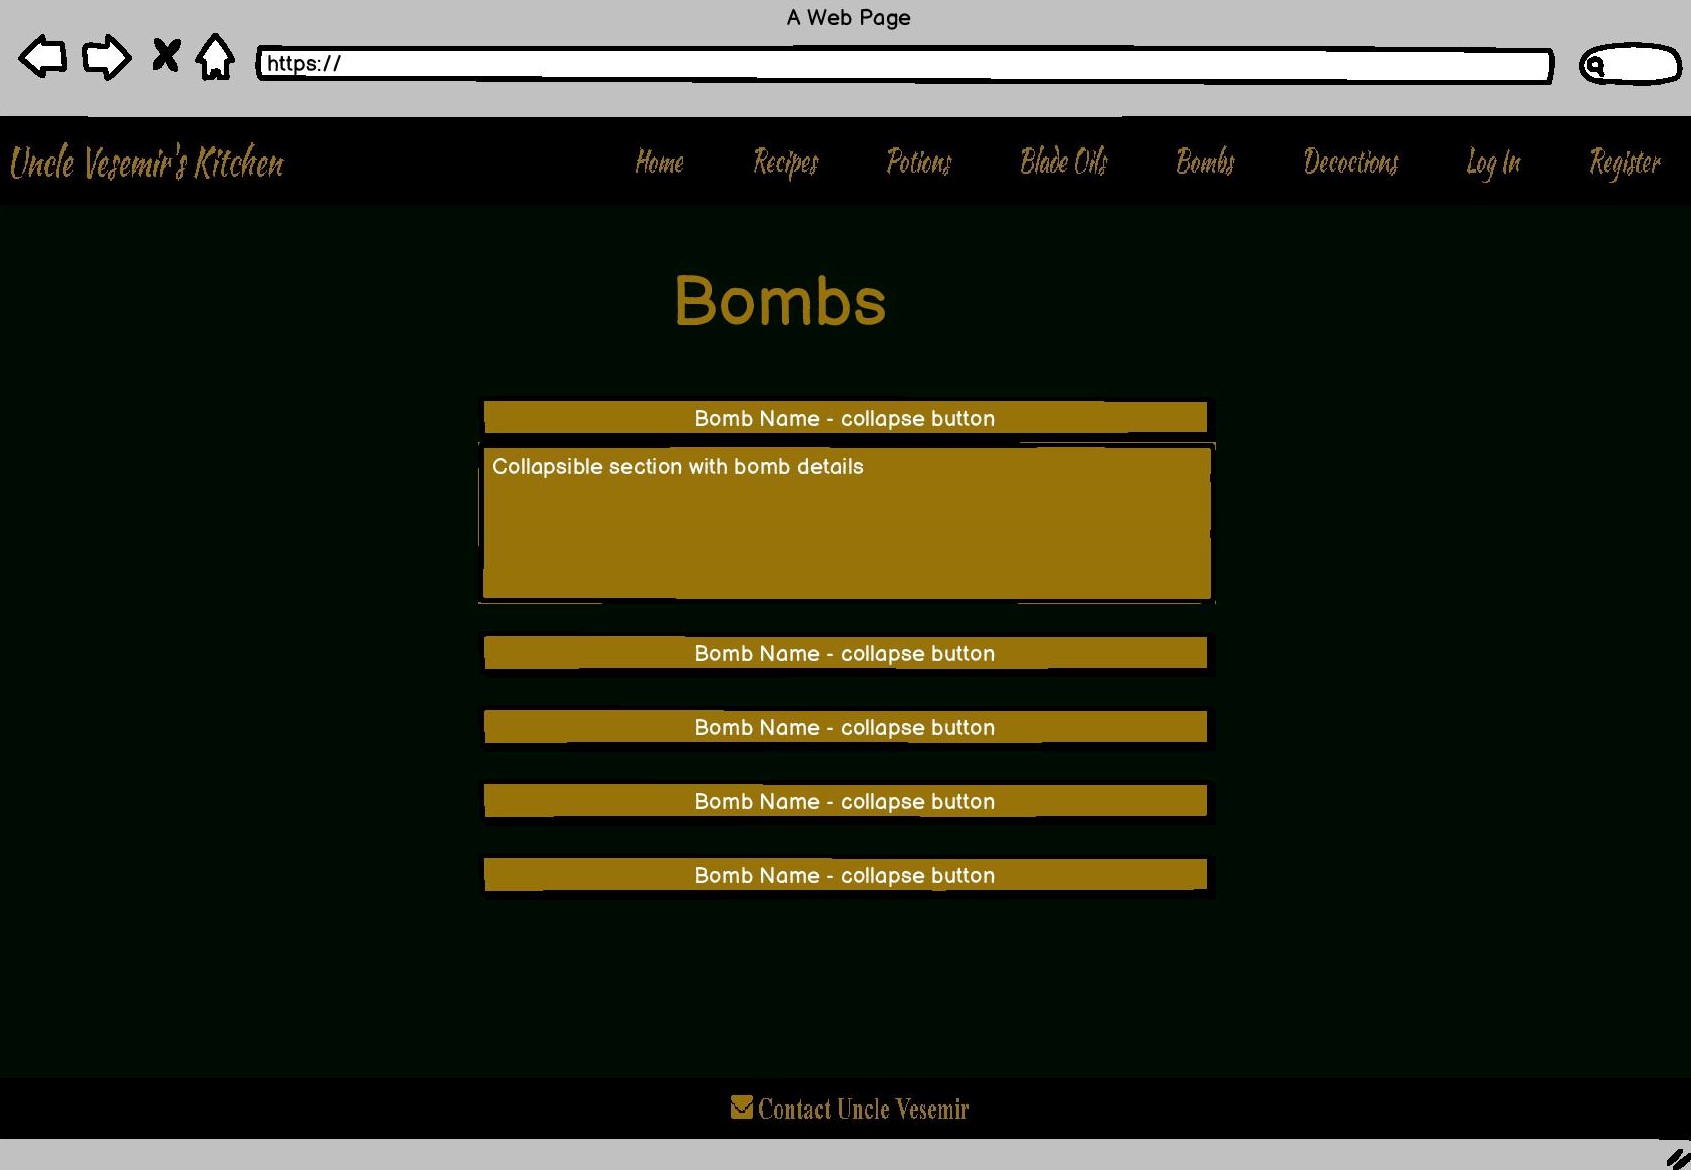 A Web Page
https://
Uncle Vesemir's Kitchen
Home Recipes Potions Blade Oils Bombs Decoctions Log In Register
Bombs
Bomb Name - collapse button
Collapsible section with bomb details
Bomb Name - collapse button
Bomb Name - collapse button
Bomb Name - collapse button
Bomb Name - collapse button
Contact Uncle Vesemir